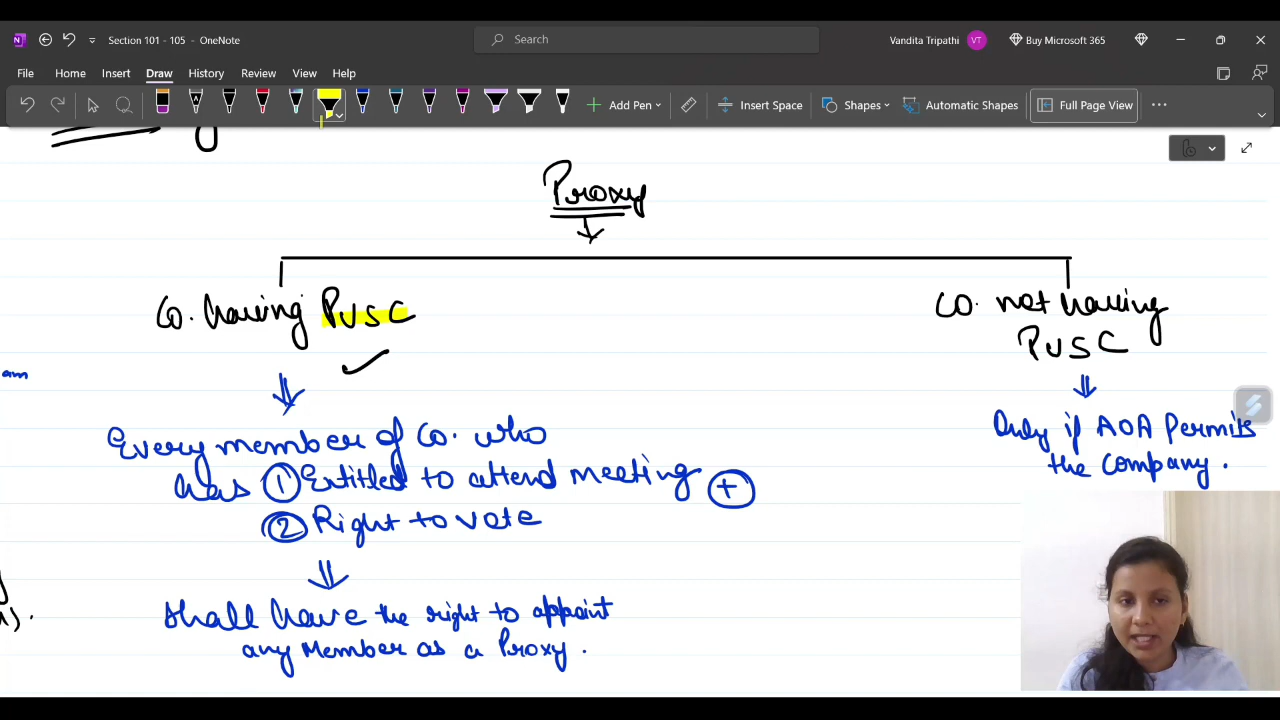 Section 101 - 105 - OneNote
Search
Vandita Tripathi VT
Buy Microsoft 365
File Home Insert Draw History Review View Help
Add Pen Insert Space Shapes Automatic Shapes Full Page View
Proxy
Co. having PUSC
Co. not having
PUSC
am
Every member of Co. who
has ① Entitled to attend meeting +
② Right to vote
Only if AOA Permits
the company.
Shall have the right to appoint
any Member as a Proxy.